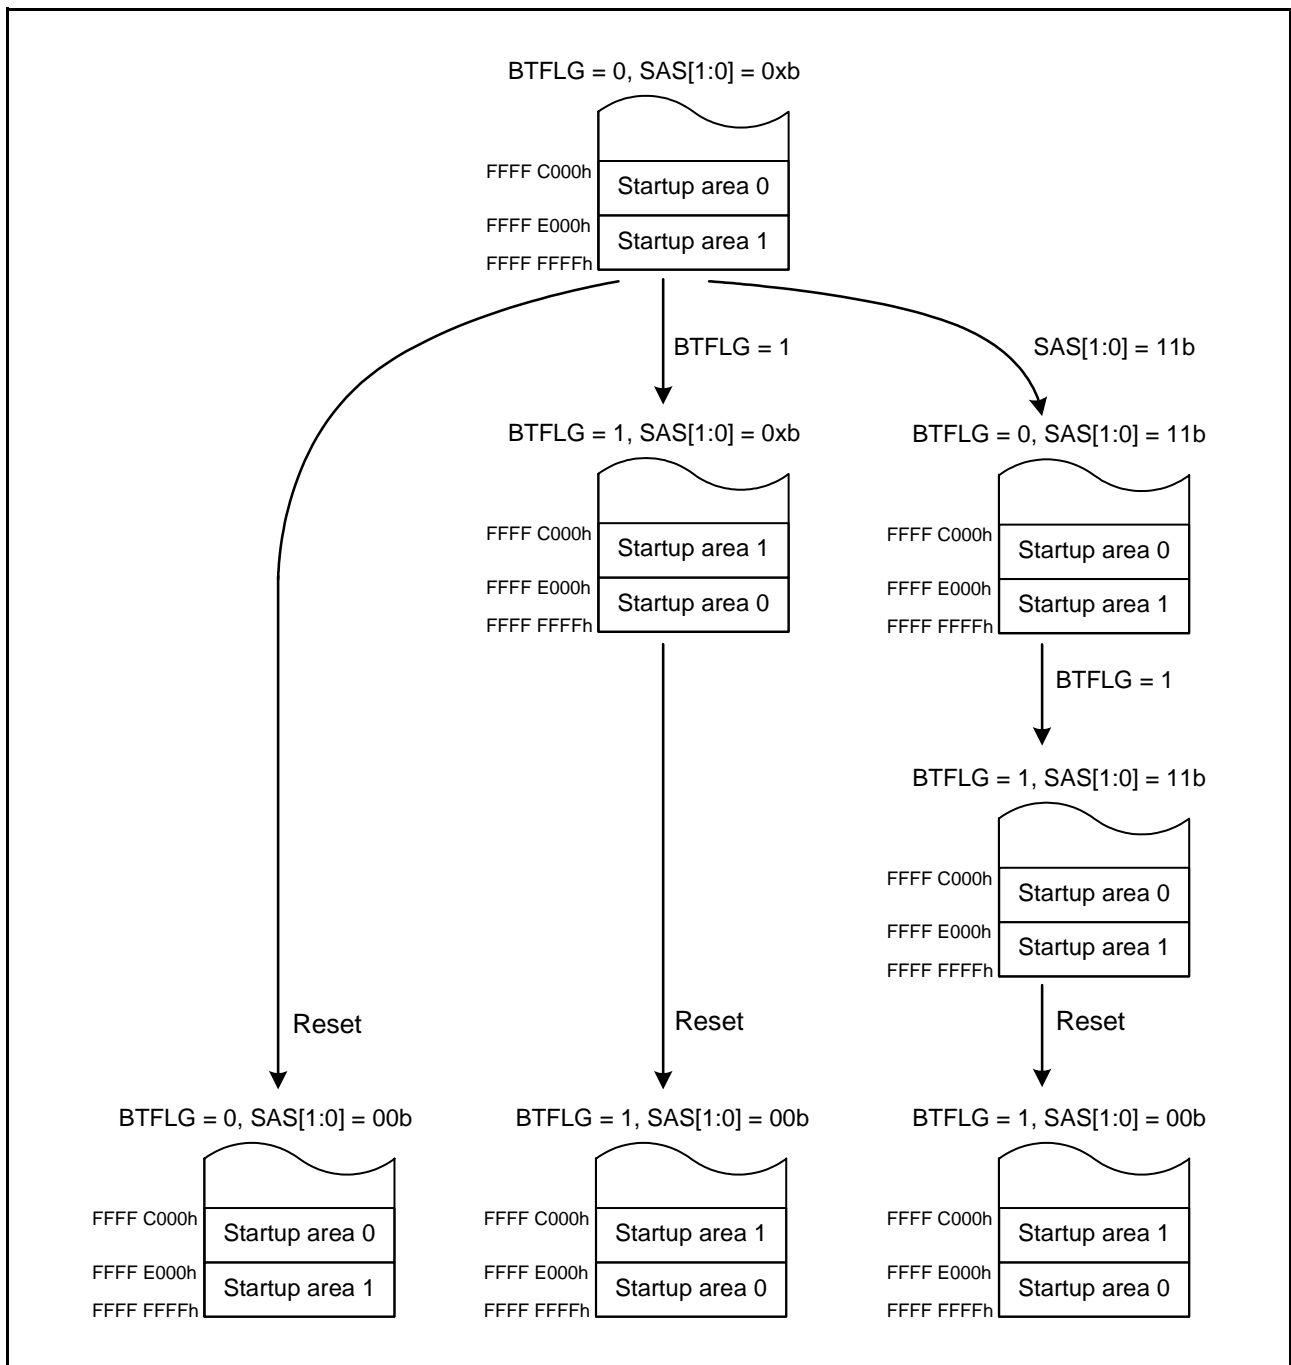 BTFLG = 0, SAS[1:0] = 0xb
FFFF C000h
Startup area 0
FFFF E000h
Startup area 1
FFFF FFFFh
BTFLG = 1
SAS[1:0] = 11b
BTFLG = 1, SAS[1:0] = 0xb
FFFF C000h
Startup area 1
FFFF E000h
Startup area 0
FFFF FFFFh
BTFLG = 0, SAS[1:0] = 11b
FFFF C000h
Startup area 0
FFFF E000h
Startup area 1
FFFF FFFFh
BTFLG = 1
BTFLG = 1, SAS[1:0] = 11b
FFFF C000h
Startup area 0
FFFF E000h
Startup area 1
FFFF FFFFh
Reset
Reset
Reset
BTFLG = 0, SAS[1:0] = 00b
FFFF C000h
Startup area 0
FFFF E000h
Startup area 1
FFFF FFFFh
BTFLG = 1, SAS[1:0] = 00b
FFFF C000h
Startup area 1
FFFF E000h
Startup area 0
FFFF FFFFh
BTFLG = 1, SAS[1:0] = 00b
FFFF C000h
Startup area 1
FFFF E000h
Startup area 0
FFFF FFFFh